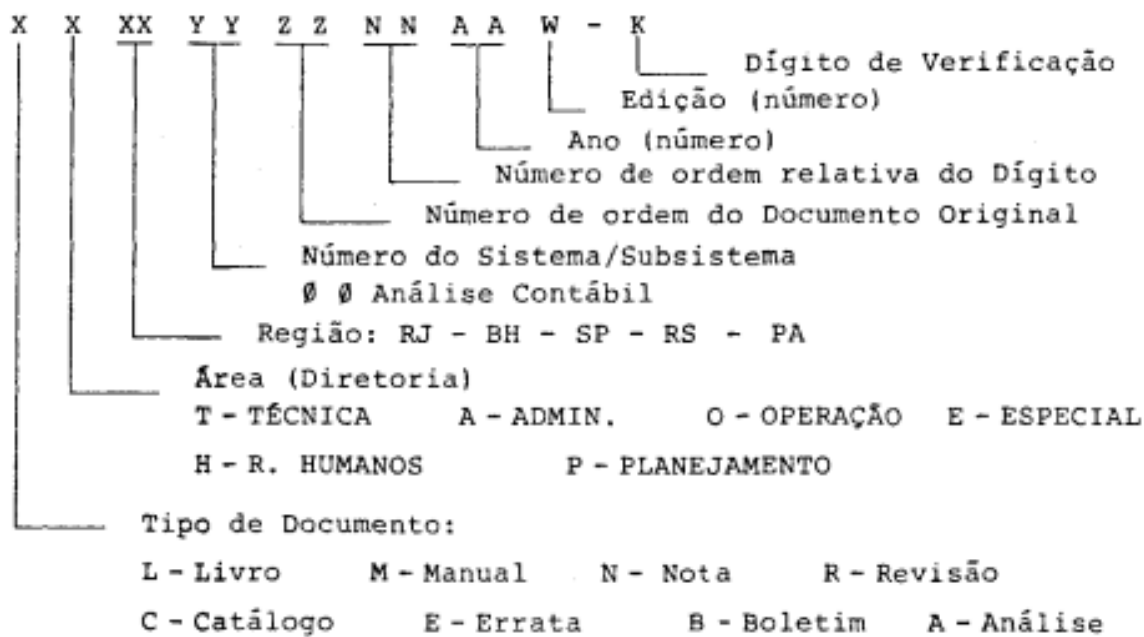 X X XX Y Y Z Z N N A A W - K
Dígito de Verificação
Edição (número)
Ano (número)
Número de ordem relativa do Dígito
Número de ordem do Documento Original
Número do Sistema/Subsistema
Ø Ø Análise Contábil
Região: RJ - BH - SP - RS - PA
Área (Diretoria)
T - TÉCNICA A - ADMIN. O - OPERAÇÃO E - ESPECIAL
H - R. HUMANOS P - PLANEJAMENTO
Tipo de Documento:
L - Livro M - Manual N - Nota R - Revisão
C - Catálogo E - Errata B - Boletim A - Análise